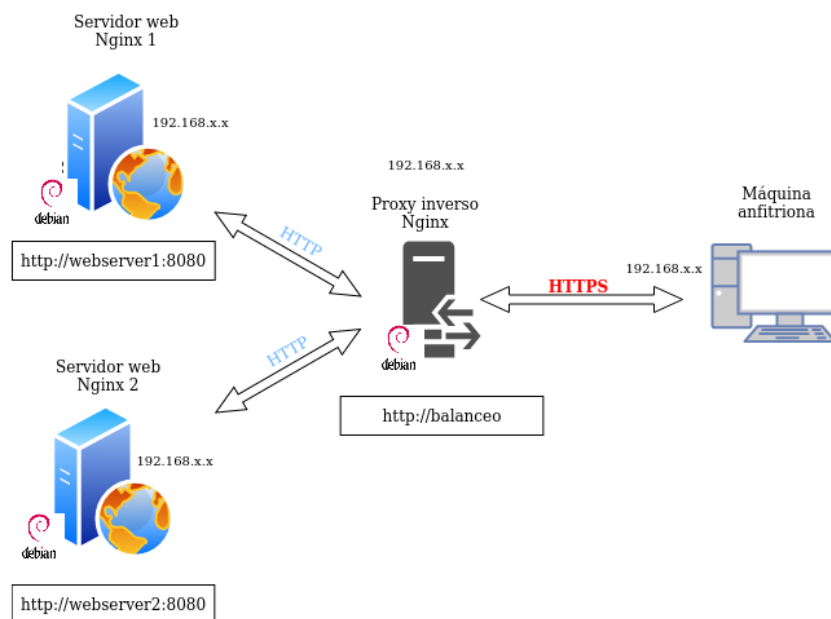 Servidor web
Nginx 1
192.168.x.x
debian
http://webserver1:8080
HTTP
192.168.x.x
Proxy inverso
Nginx
debian
http://balanceo
HTTPS
Máquina
anfitriona
192.168.x.x
HTTP
Servidor web
Nginx 2
192.168.x.x
debian
http://webserver2:8080